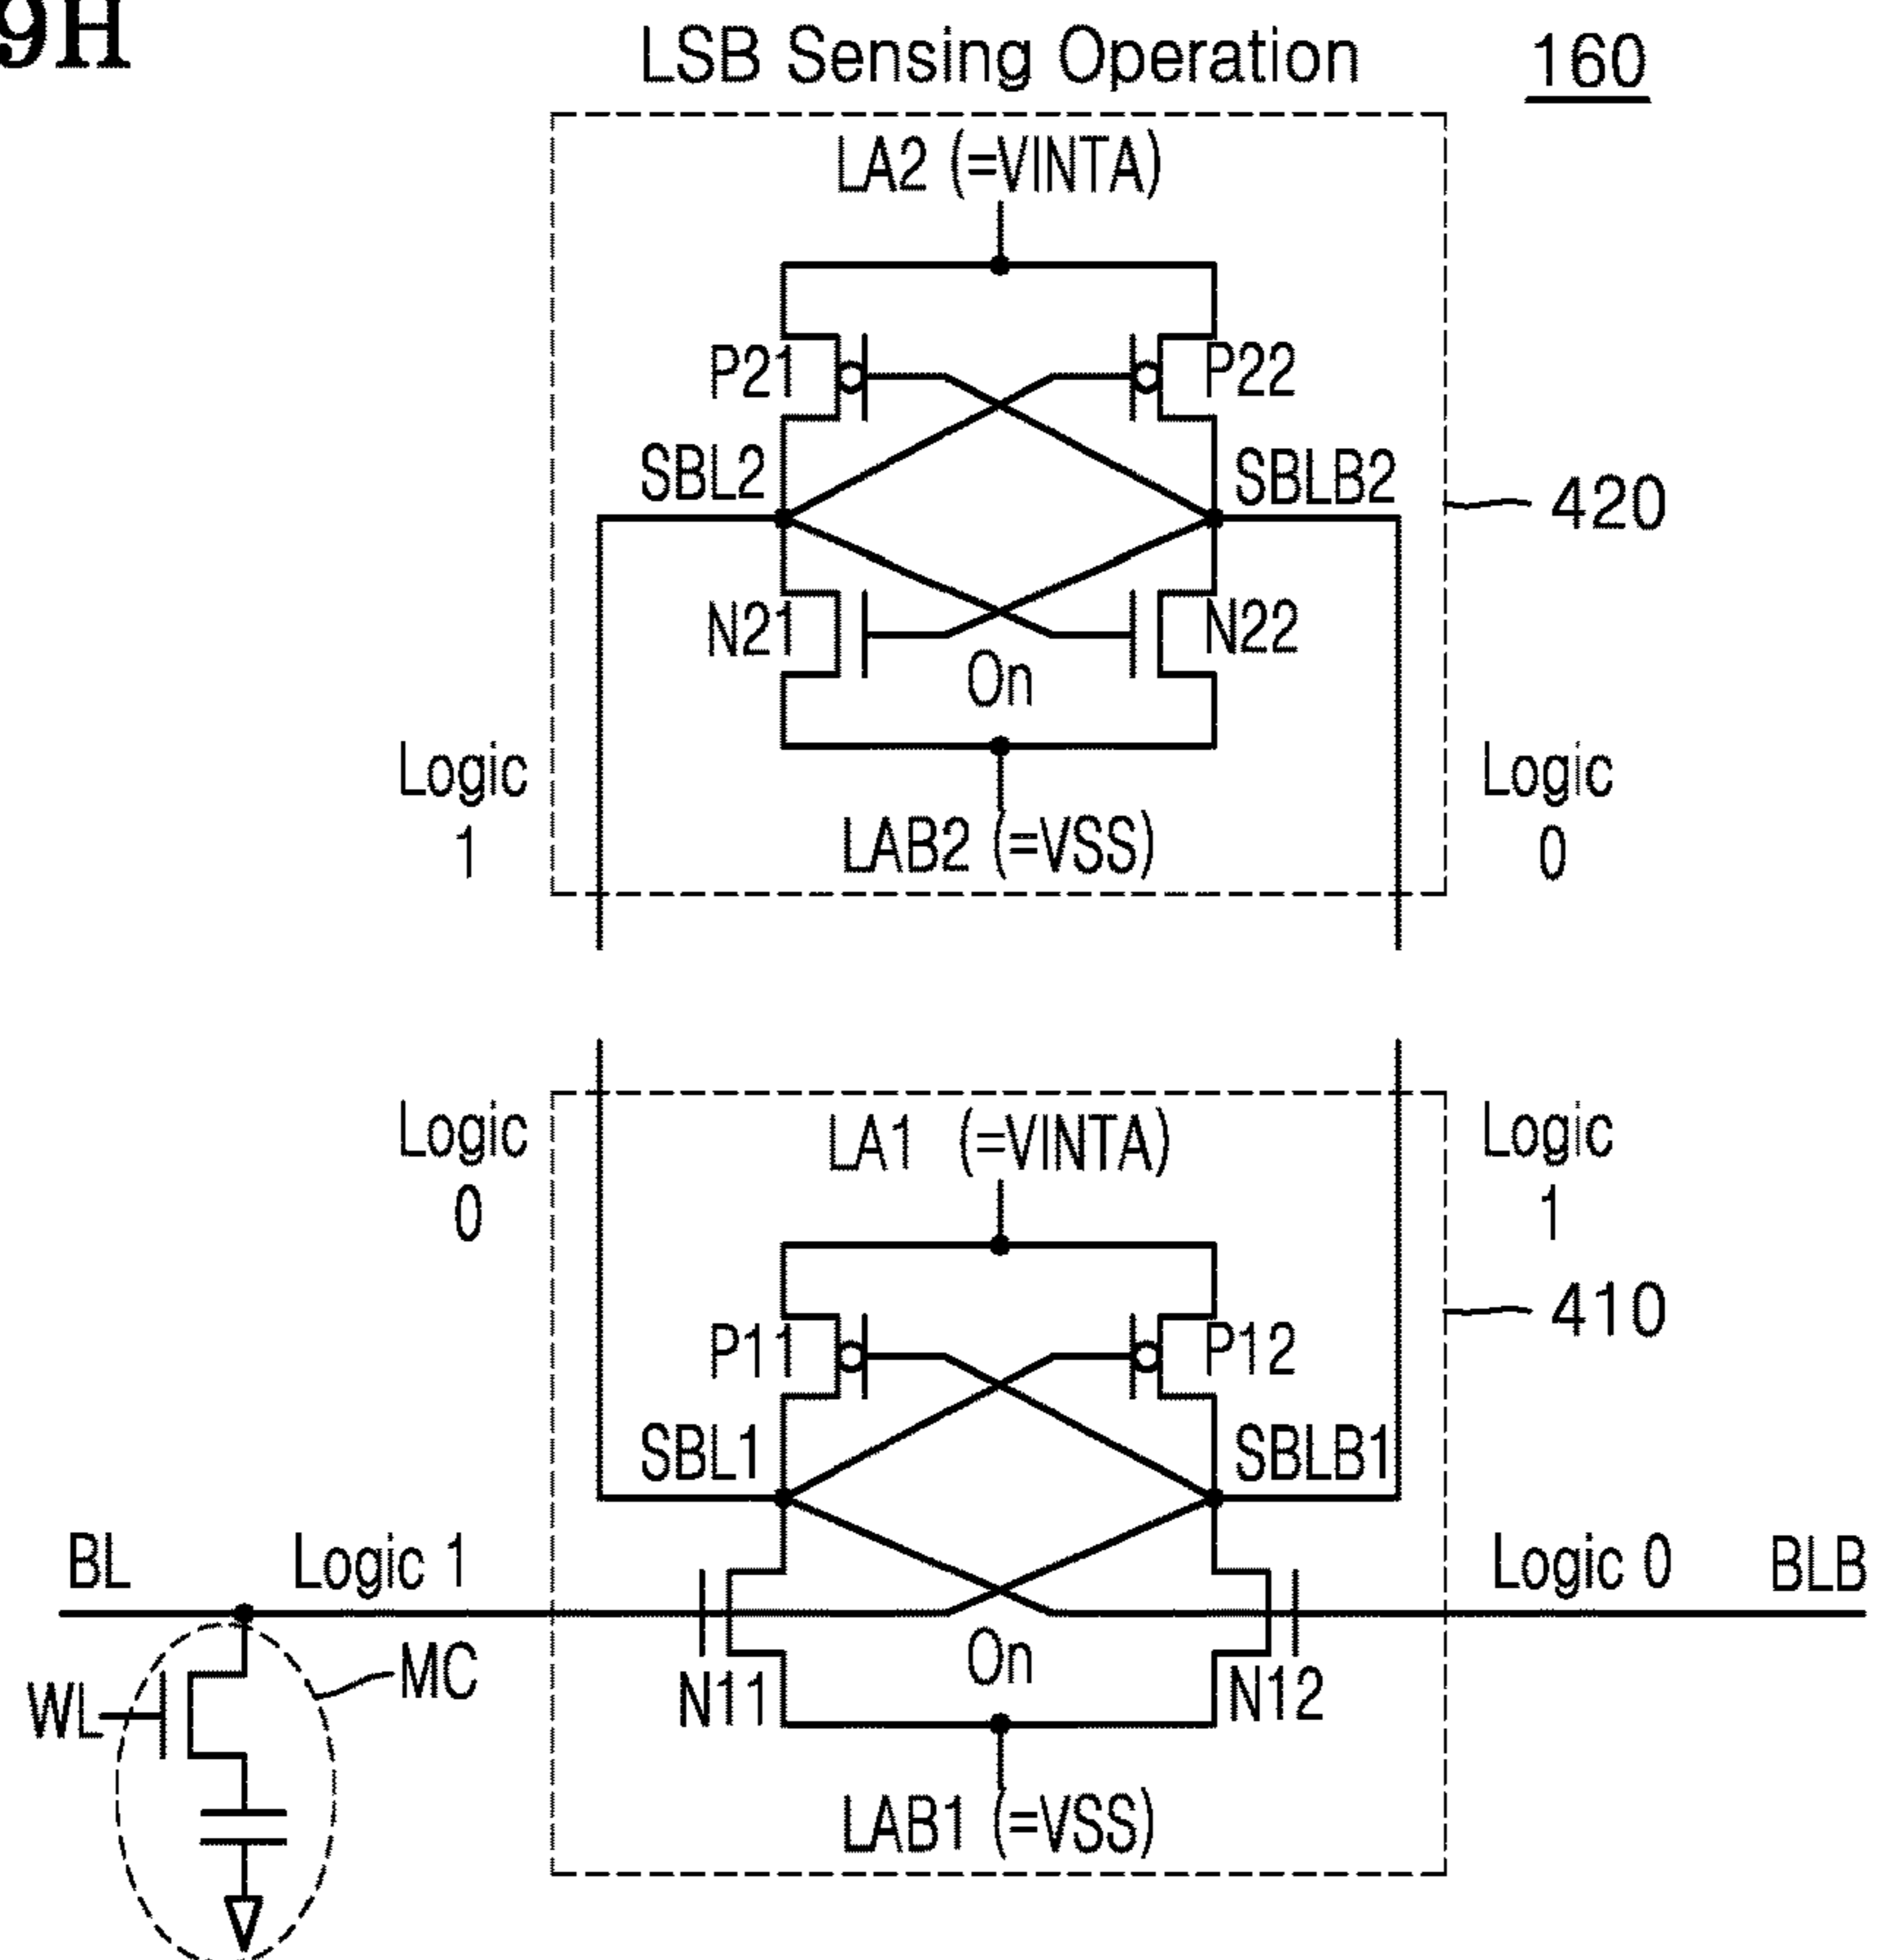 9H
LSB Sensing Operation
160
LA2 (=VINTA)
P21
P22
SBL2
SBLB2
420
N21
N22
On
Logic
1
Logic
0
LAB2 (=VSS)
Logic
0
Logic
1
LA1 (=VINTA)
410
P11
P12
SBL1
SBLB1
BL
Logic 1
Logic 0
BLB
On
MC
WL
N11
N12
LAB1 (=VSS)